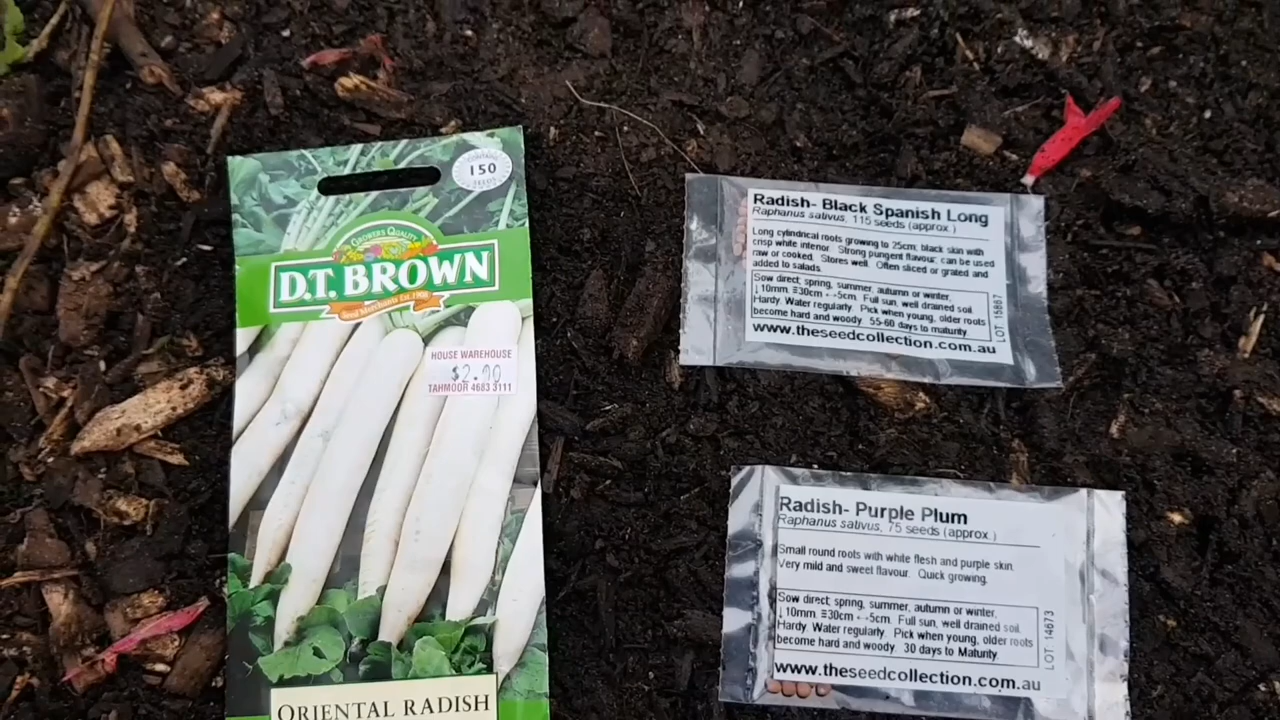 CONTAINS
150
SEEDS
GROWER'S QUALITY
D.T. BROWN
Seed Merchants Est. 1908
HOUSE WAREHOUSE
$2.
TAHMOOR 4683 3111
ORIENTAL RADISH
Radish- Black Spanish Long
Raphanus sativus, 115 seeds (approx.)
Long cylindrical roots growing to 25cm; black skin with
crisp white interior. Strong pungent flavour; can be used
raw or cooked. Stores well. Often sliced or grated and
added to salads.
Sow direct, spring, summer, autumn or winter,
↓10mm ≡30cm ↔5cm. Full sun, well drained soil.
Hardy. Water regularly. Pick when young, older roots
become hard and woody. 55-60 days to maturity.
www.theseedcollection.com.au
LOT 15867
Radish- Purple Plum
Raphanus sativus, 75 seeds (approx.)
Small round roots with white flesh and purple skin.
Very mild and sweet flavour. Quick growing.
Sow direct, spring, summer, autumn or winter,
↓10mm ≡30cm ↔5cm. Full sun, well drained soil.
Hardy. Water regularly. Pick when young, older roots
become hard and woody. 30 days to Maturity.
www.theseedcollection.com.au
LOT 14673